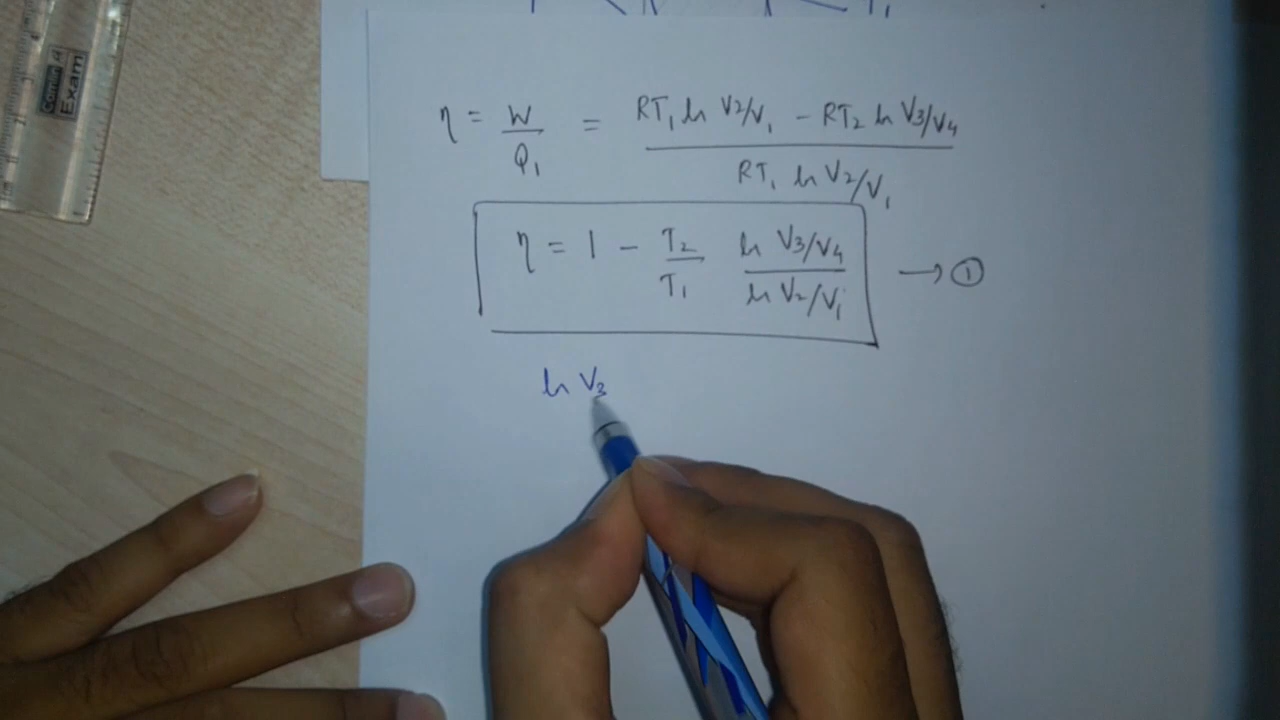 η = W/Q₁ = (RT₁ ln V2/V₁ - RT₂ ln V3/V4) / (RT₁ ln V2/V₁)
η = 1 - T₂/T₁ (ln V3/V4)/(ln V2/V₁) → ①
ln V₃
Camlin
Exam